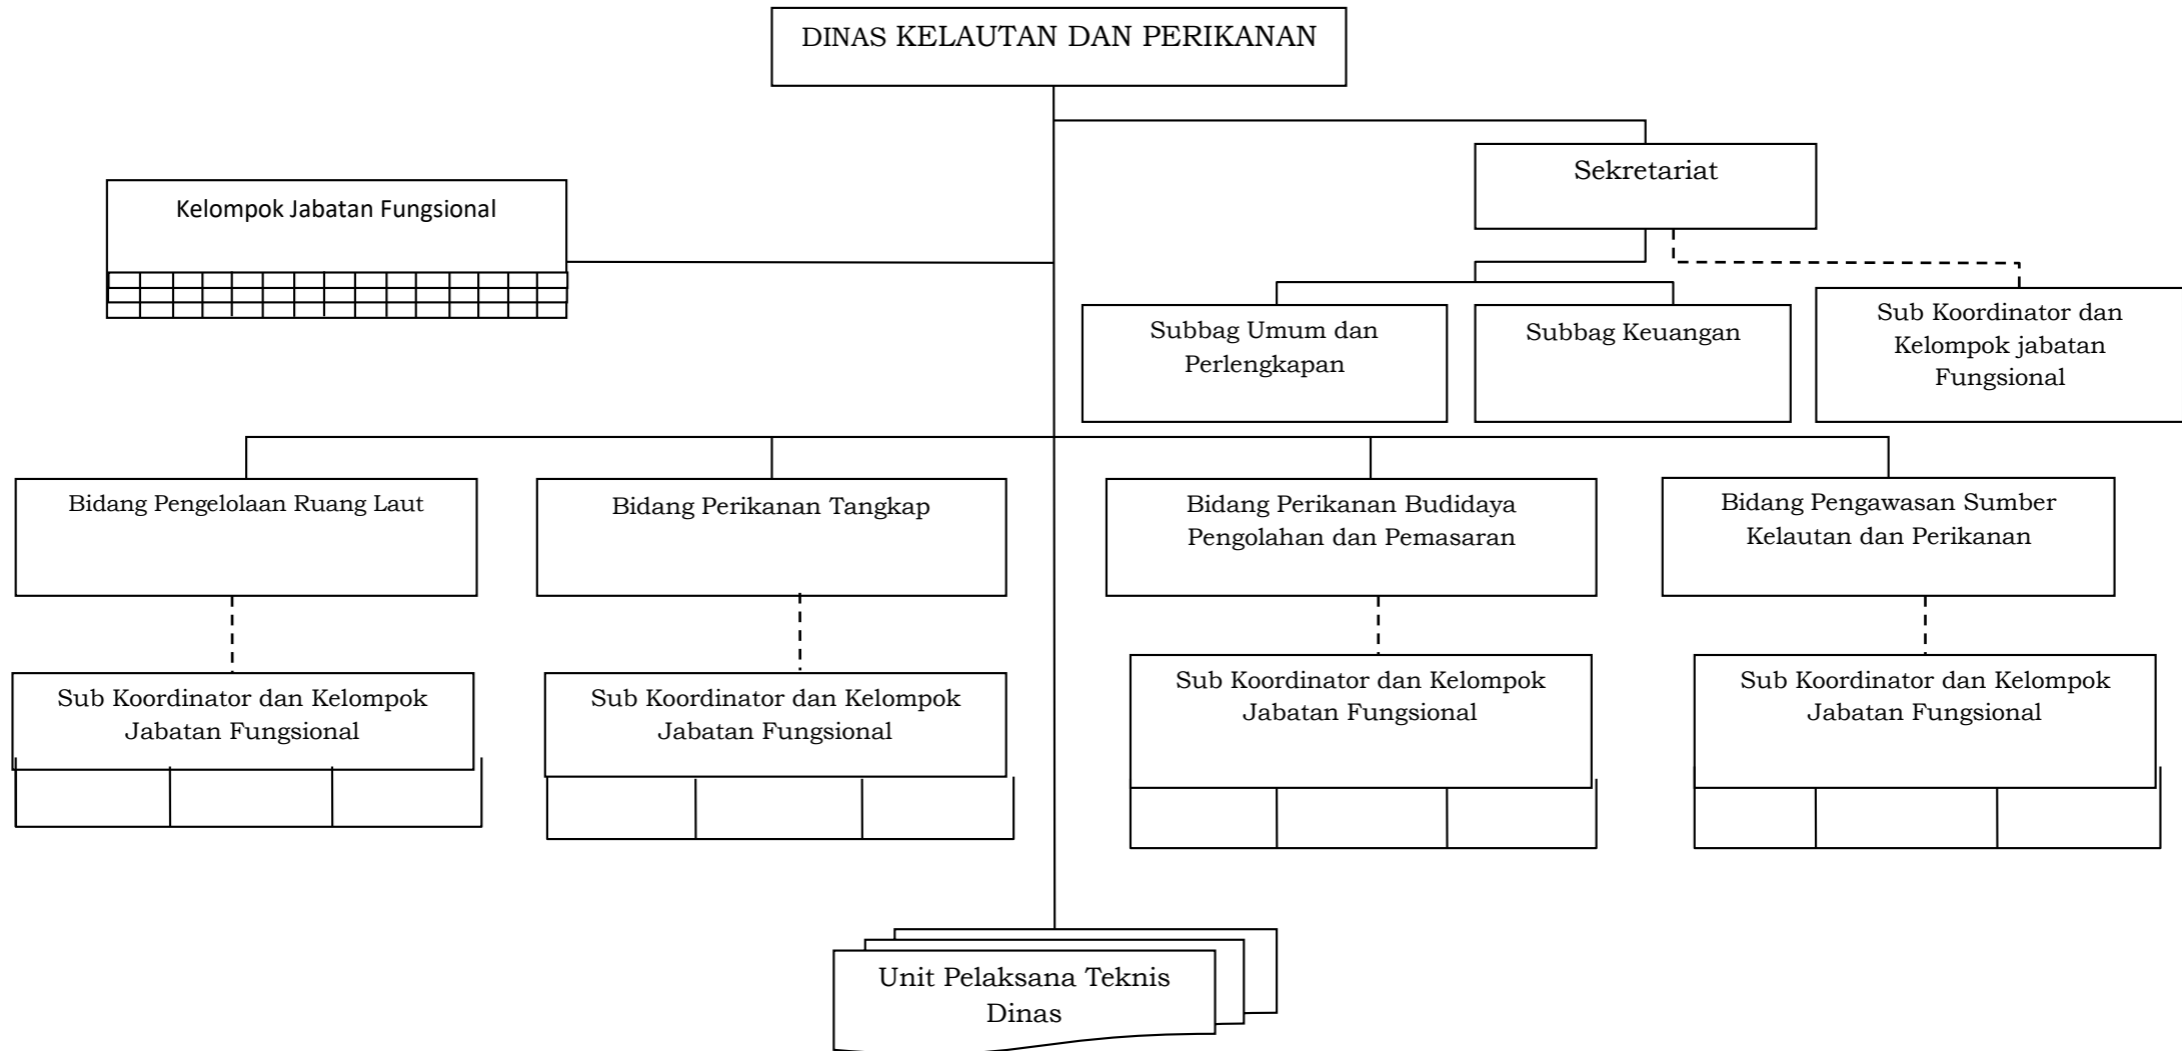 DINAS KELAUTAN DAN PERIKANAN
Sekretariat
Kelompok Jabatan Fungsional
Subbag Umum dan
Perlengkapan
Subbag Keuangan
Sub Koordinator dan
Kelompok jabatan
Fungsional
Bidang Pengelolaan Ruang Laut
Bidang Perikanan Tangkap
Bidang Perikanan Budidaya
Pengolahan dan Pemasaran
Bidang Pengawasan Sumber
Kelautan dan Perikanan
Sub Koordinator dan Kelompok
Jabatan Fungsional
Sub Koordinator dan Kelompok
Jabatan Fungsional
Sub Koordinator dan Kelompok
Jabatan Fungsional
Sub Koordinator dan Kelompok
Jabatan Fungsional
Unit Pelaksana Teknis
Dinas